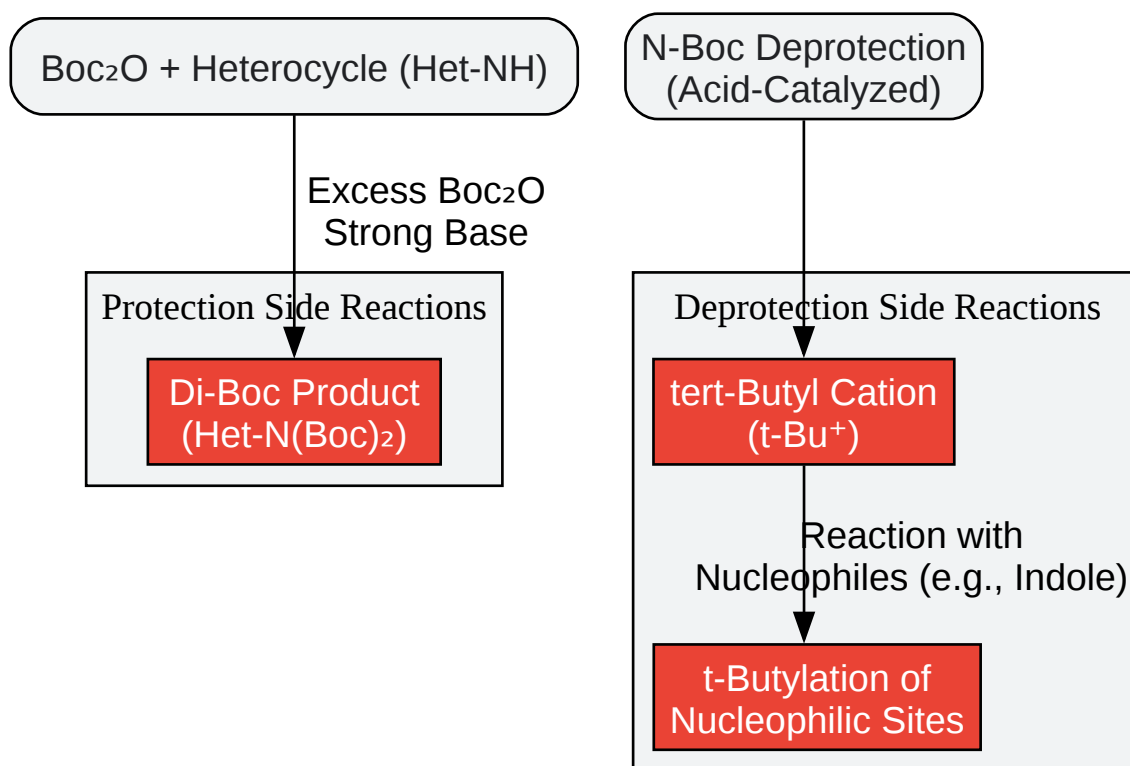 Boc₂O + Heterocycle (Het-NH)
Excess Boc₂O
Strong Base
Protection Side Reactions
Di-Boc Product
(Het-N(Boc)₂)
N-Boc Deprotection
(Acid-Catalyzed)
Deprotection Side Reactions
tert-Butyl Cation
(t-Bu⁺)
Reaction with
Nucleophiles (e.g., Indole)
t-Butylation of
Nucleophilic Sites